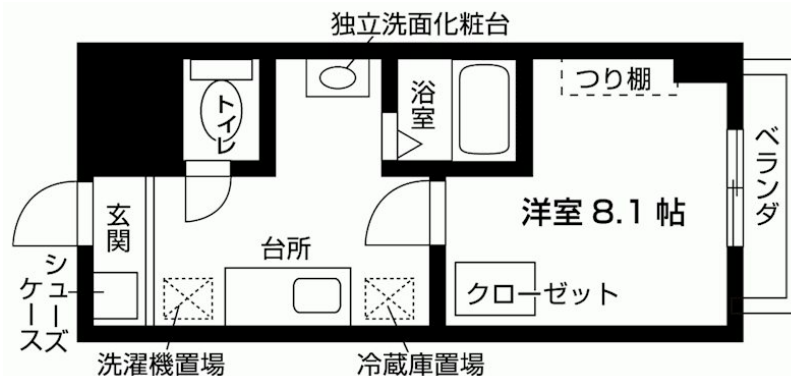 独立洗面化粧台
トイレ
浴室
つり棚
ベランダ
玄関
台所
洋室 8.1 帖
シューズ
ケース
クローゼット
洗濯機置場
冷蔵庫置場